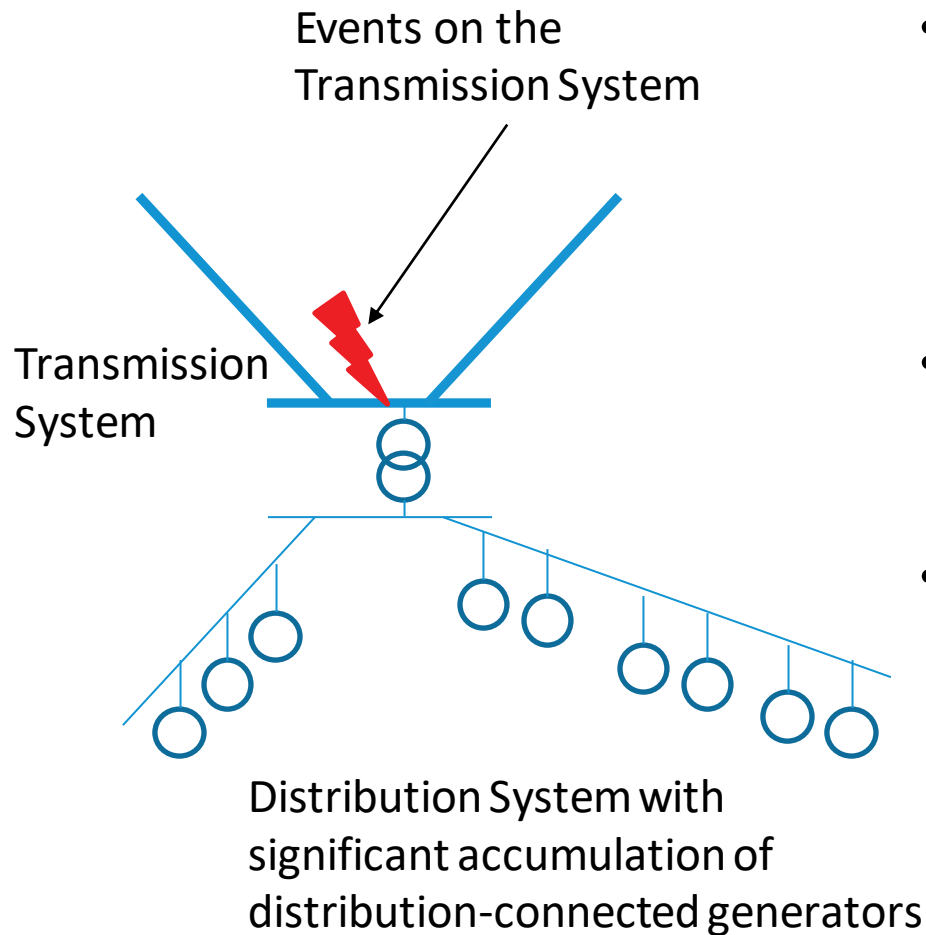 Events on the
Transmission System
Transmission
System
Distribution System with
significant accumulation of
distribution-connected generators